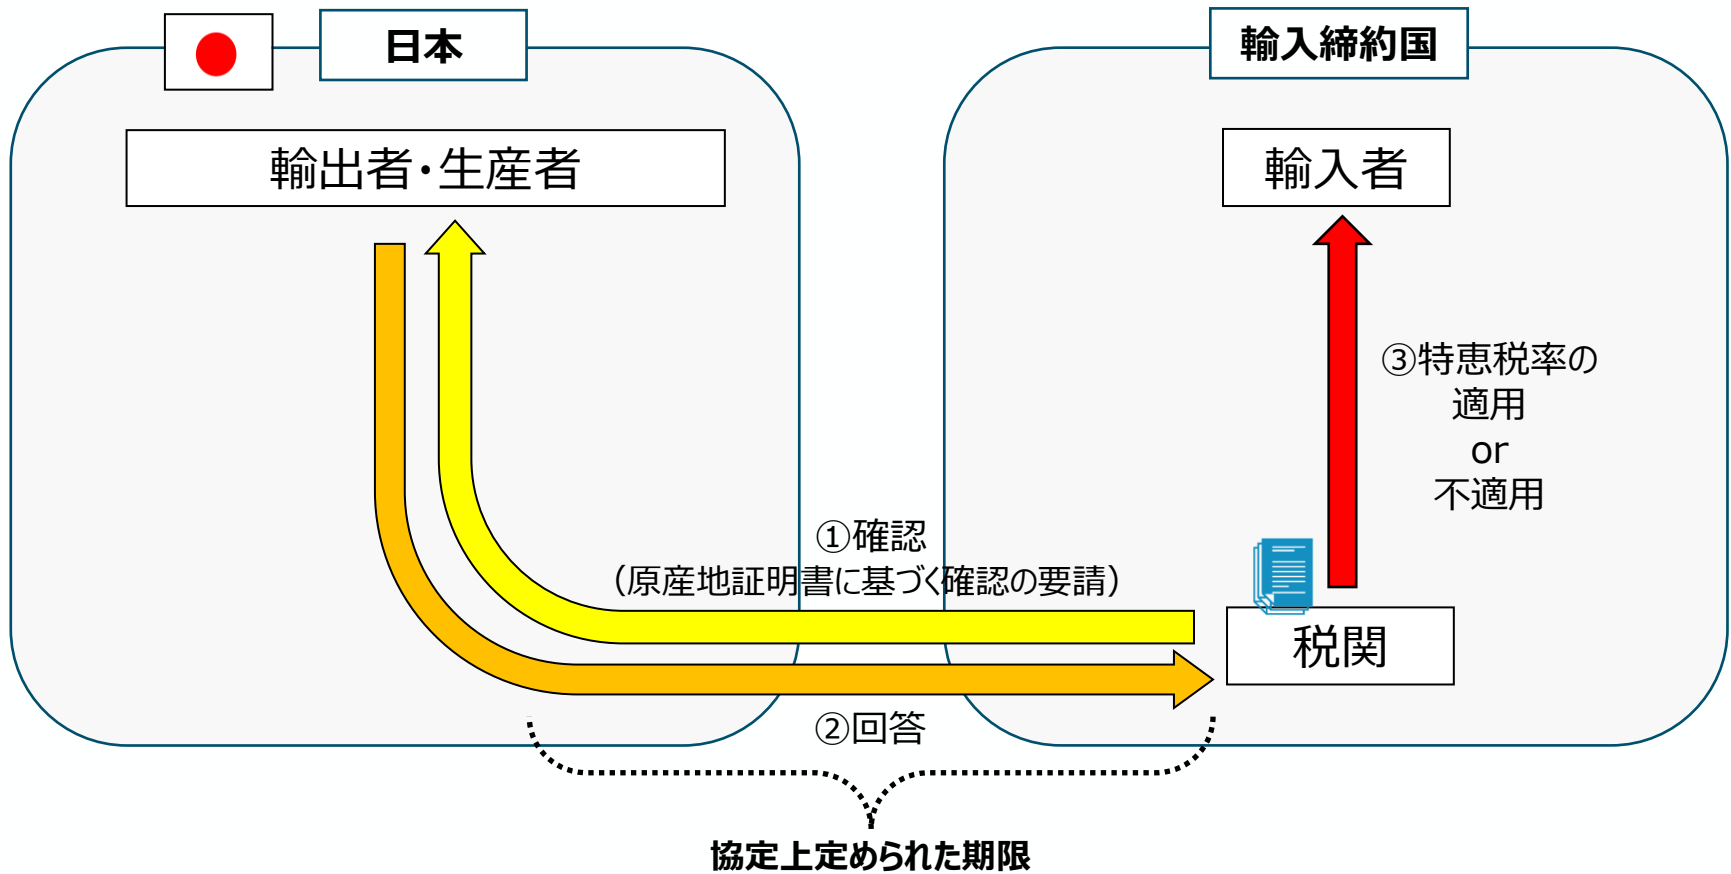 日本
輸入締約国
輸出者・生産者
輸入者
③特恵税率の
適用
or
不適用
①確認
（原産地証明書に基づく確認の要請）
税関
②回答
協定上定められた期限